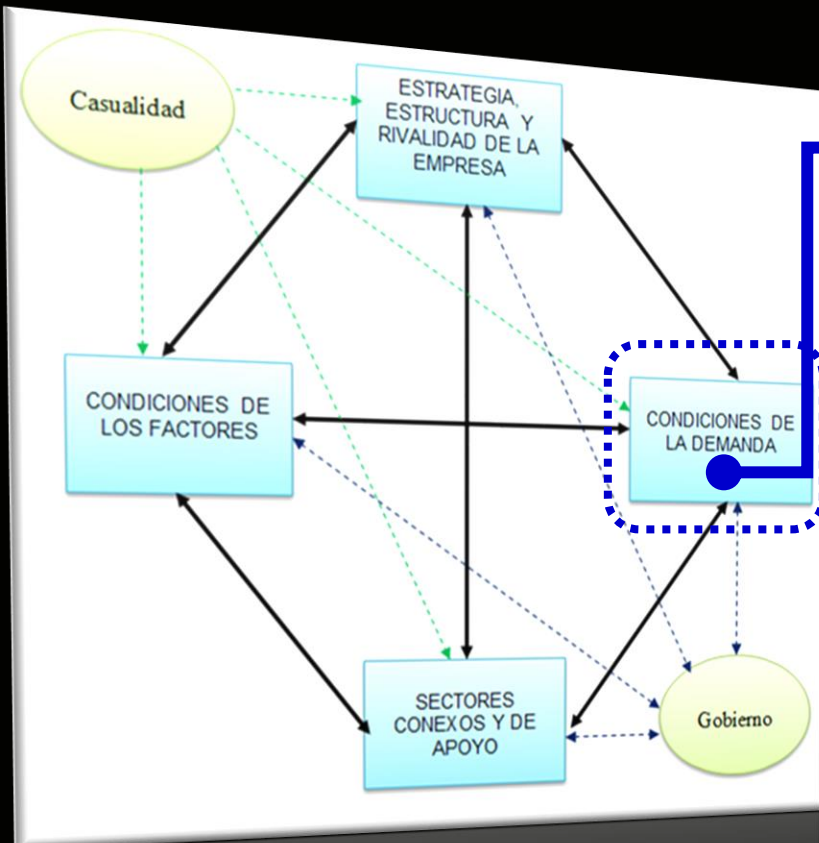 Casualidad
ESTRATEGIA,
ESTRUCTURA Y
RIVALIDAD DE LA
EMPRESA
CONDICIONES DE
LOS FACTORES
CONDICIONES DE
LA DEMANDA
SECTORES
CONEXOS Y DE
APOYO
Gobierno